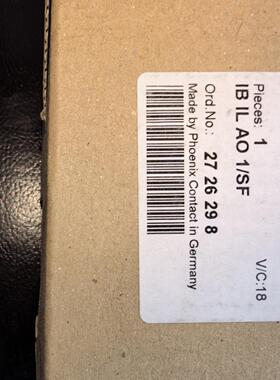 Pieces: 1
IB IL AO 1/SF
V/C:18
Ord.No.: 27 26 29 8
Made by Phoenix Contact in Germany